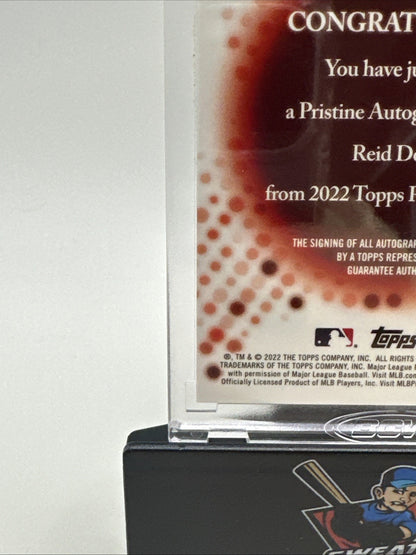 CONGRAT
You have ju
a Pristine Autog
Reid De
from 2022 Topps P
THE SIGNING OF ALL AUTOGRA
BY A TOPPS REPRES
GUARANTEE AUTH
topps
®, TM & © 2022 THE TOPPS COMPANY, INC. ALL RIGHTS
TRADEMARKS OF THE TOPPS COMPANY, INC. Major League
with permission of Major League Baseball. Visit MLB.com
Officially Licensed Product of MLB Players, Inc. Visit MLBP
SWEAT